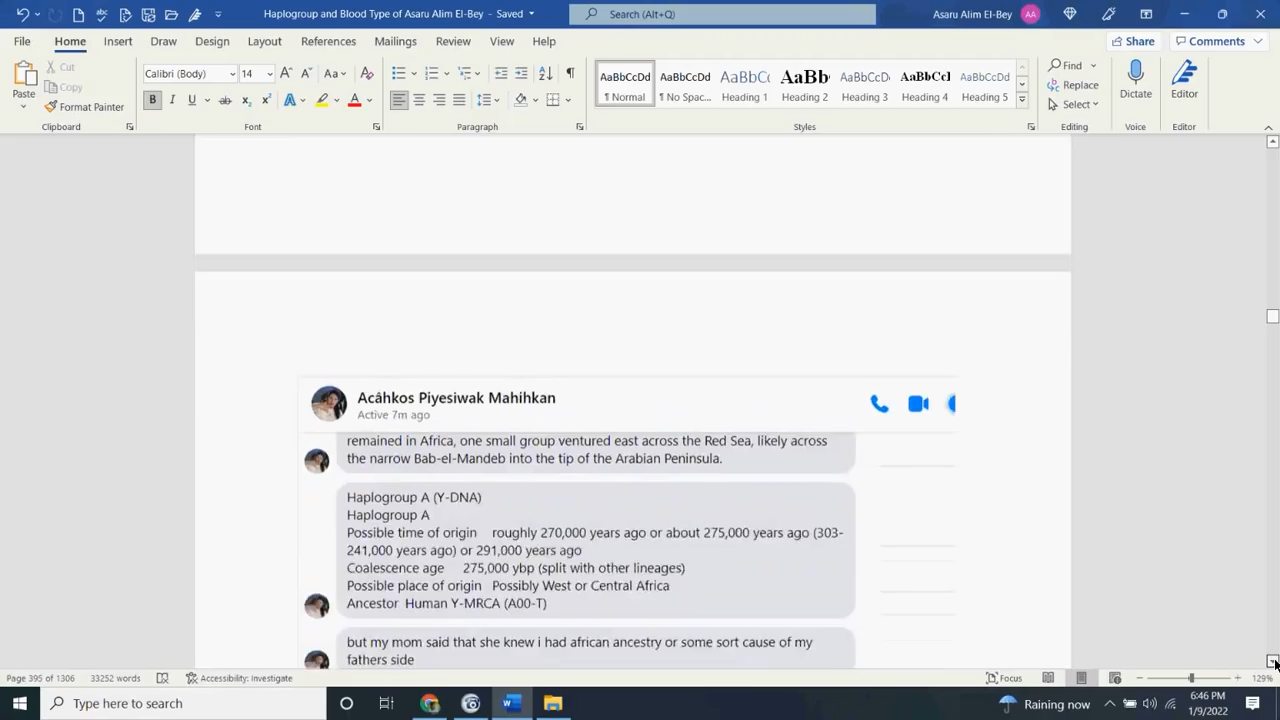 Haplogroup and Blood Type of Asaru Alim El-Bey - Saved
Search (Alt+Q)
Asaru Alim El-Bey
AA
File Home Insert Draw Design Layout References Mailings Review View Help
Share
Comments
Paste
Cut
Copy
Format Painter
Clipboard
Calibri (Body) 14
Font
Paragraph
AaBbCcDd AaBbCcDd AaBbCc AaBb AaBbCcDd AaBbCcI AaBbCcDd
¶ Normal ¶ No Spac... Heading 1 Heading 2 Heading 3 Heading 4 Heading 5
Styles
Find
Replace
Select
Editing
Dictate
Voice
Editor
Editor
Acâhkos Piyesiwak Mahihkan
Active 7m ago
remained in Africa, one small group ventured east across the Red Sea, likely across
the narrow Bab-el-Mandeb into the tip of the Arabian Peninsula.
Haplogroup A (Y-DNA)
Haplogroup A
Possible time of origin roughly 270,000 years ago or about 275,000 years ago (303-
241,000 years ago) or 291,000 years ago
Coalescence age 275,000 ybp (split with other lineages)
Possible place of origin Possibly West or Central Africa
Ancestor Human Y-MRCA (A00-T)
but my mom said that she knew i had african ancestry or some sort cause of my
fathers side
Page 395 of 1306 33252 words Accessibility: Investigate
Focus
129%
Type here to search
Raining now
6:46 PM
1/9/2022